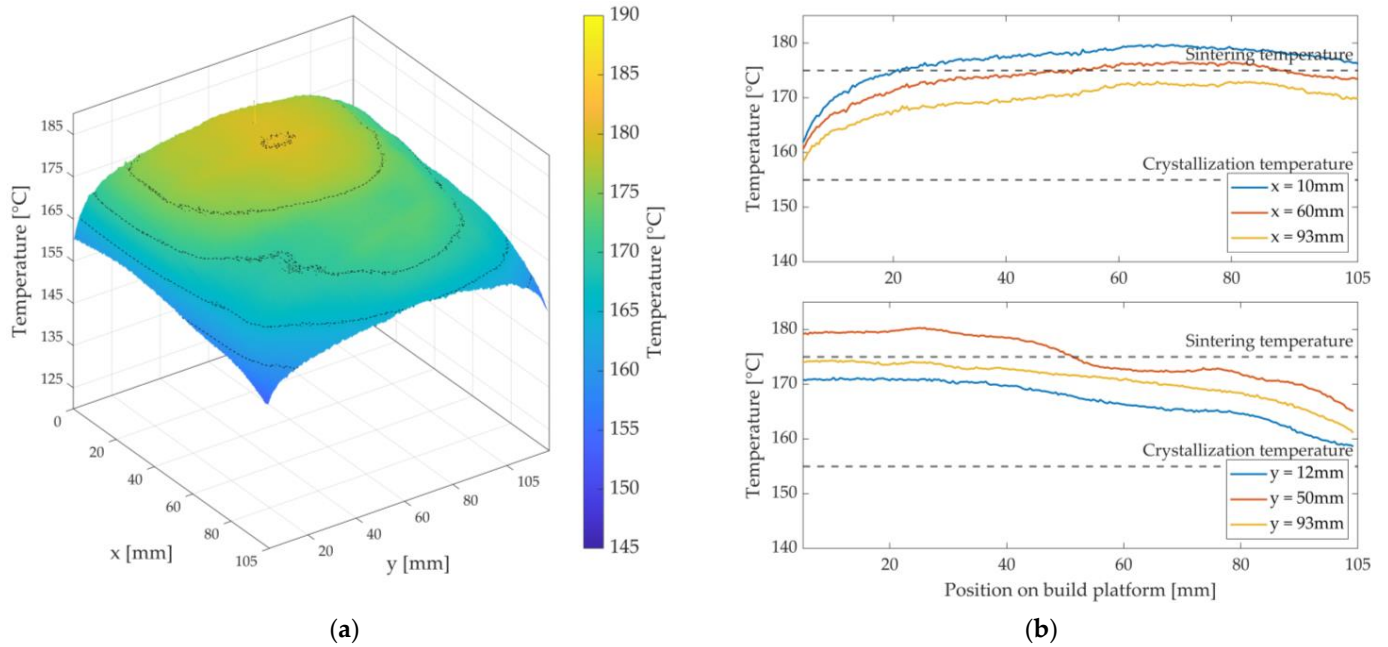 190
185
180
175
170
165
160
155
150
145
Temperature [°C]
185
175
165
155
145
135
125
Temperature [°C]
0
20
40
60
80
105
x [mm]
20
40
60
80
105
y [mm]
(a)
180
170
160
150
140
Temperature [°C]
Sintering temperature
Crystallization temperature
x = 10mm
x = 60mm
x = 93mm
20
40
60
80
105
180
170
160
150
140
Temperature [°C]
Sintering temperature
Crystallization temperature
y = 12mm
y = 50mm
y = 93mm
20
40
60
80
105
Position on build platform [mm]
(b)